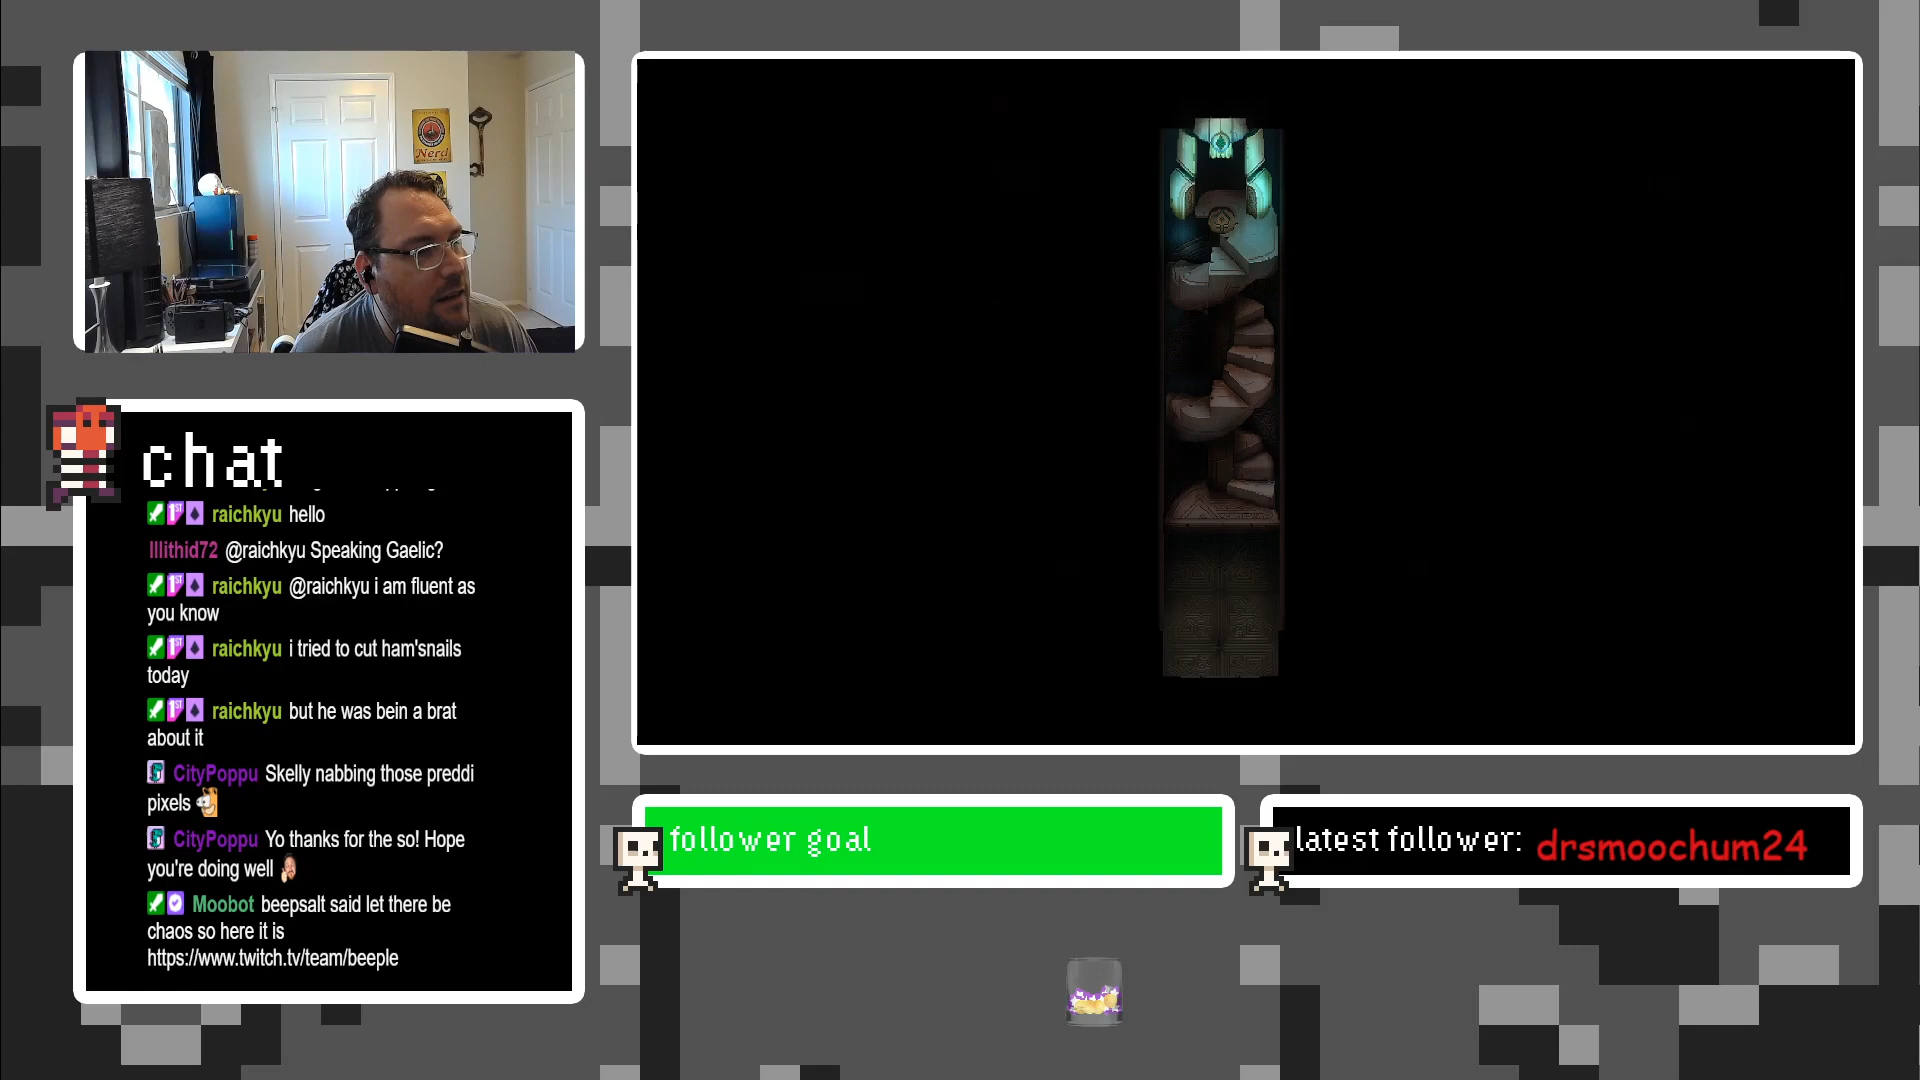 Nerd
chat
raichkyu hello
Illithid72 @raichkyu Speaking Gaelic?
raichkyu @raichkyu i am fluent as
you know
raichkyu i tried to cut ham'snails
today
raichkyu but he was bein a brat
about it
CityPoppu Skelly nabbing those preddi
pixels
CityPoppu Yo thanks for the so! Hope
you're doing well
Moobot beepsalt said let there be
chaos so here it is
https://www.twitch.tv/team/beeple
follower goal
latest follower: drsmoochum24